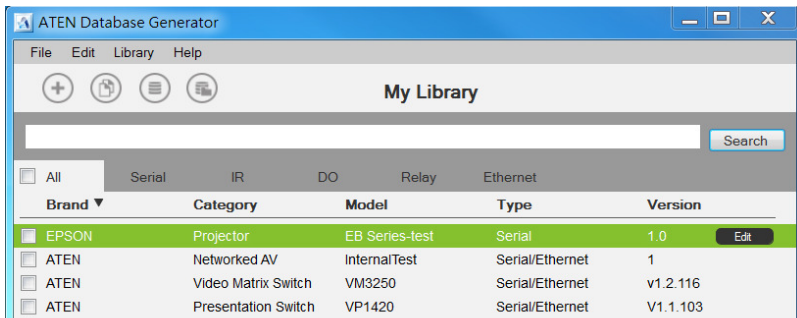 ATEN Database Generator
File Edit Library Help
My Library
Search
All Serial IR DO Relay Ethernet
Brand ▼ Category Model Type Version
EPSON Projector EB Series-test Serial 1.0 Edit
ATEN Networked AV InternalTest Serial/Ethernet 1
ATEN Video Matrix Switch VM3250 Serial/Ethernet v1.2.116
ATEN Presentation Switch VP1420 Serial/Ethernet V1.1.103